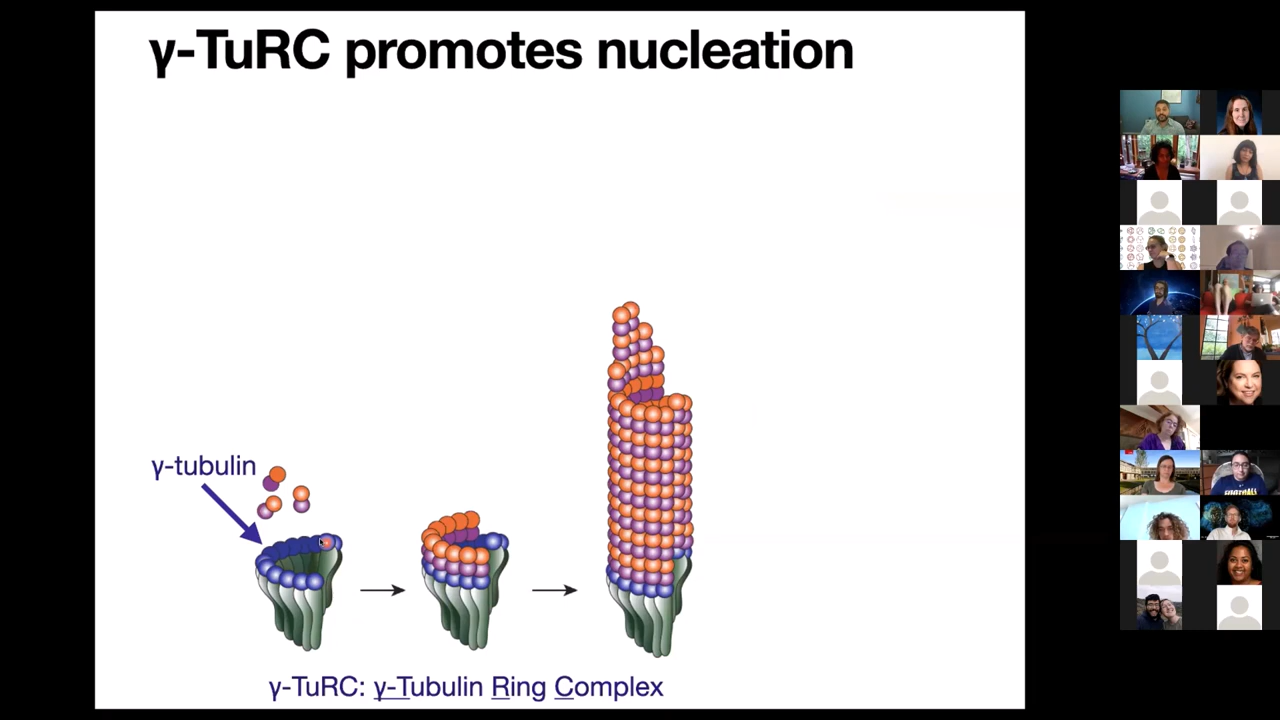 γ-TuRC promotes nucleation
γ-tubulin
γ-TuRC: γ-Tubulin Ring Complex